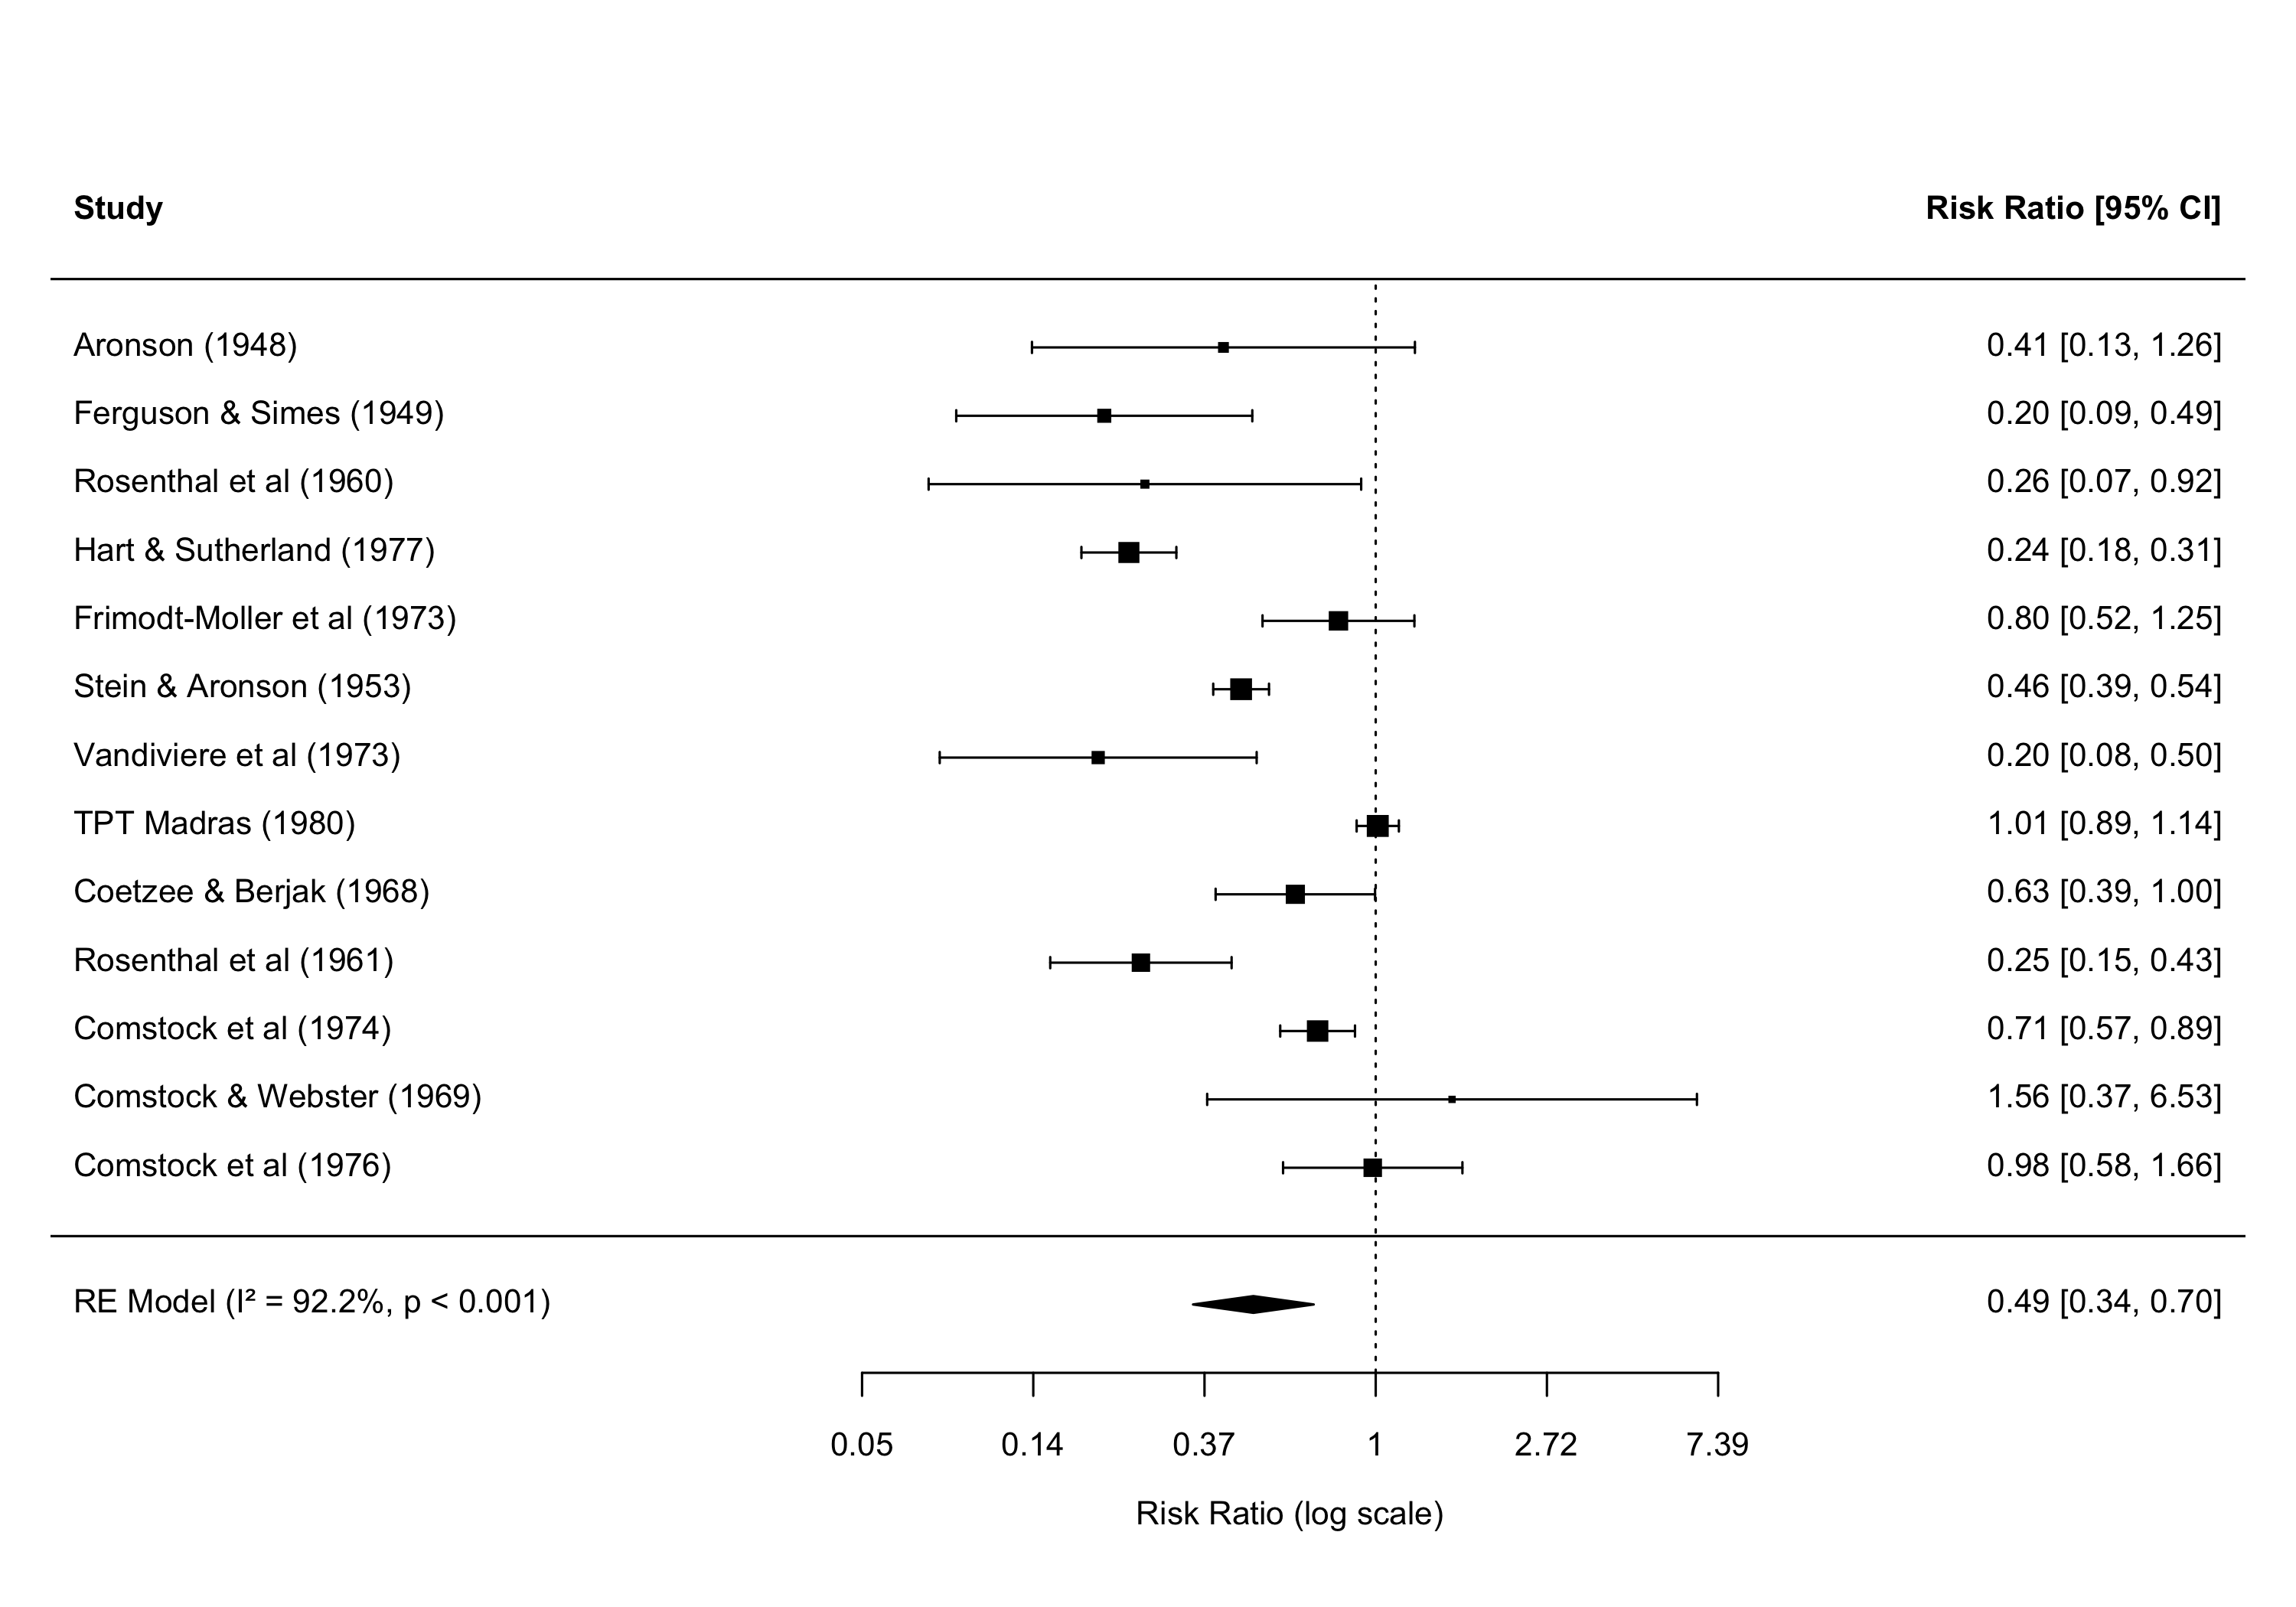 Study Risk Ratio [95% CI]
Aronson (1948) 0.41 [0.13, 1.26]
Ferguson & Simes (1949) 0.20 [0.09, 0.49]
Rosenthal et al (1960) 0.26 [0.07, 0.92]
Hart & Sutherland (1977) 0.24 [0.18, 0.31]
Frimodt-Moller et al (1973) 0.80 [0.52, 1.25]
Stein & Aronson (1953) 0.46 [0.39, 0.54]
Vandiviere et al (1973) 0.20 [0.08, 0.50]
TPT Madras (1980) 1.01 [0.89, 1.14]
Coetzee & Berjak (1968) 0.63 [0.39, 1.00]
Rosenthal et al (1961) 0.25 [0.15, 0.43]
Comstock et al (1974) 0.71 [0.57, 0.89]
Comstock & Webster (1969) 1.56 [0.37, 6.53]
Comstock et al (1976) 0.98 [0.58, 1.66]
RE Model (I² = 92.2%, p < 0.001) 0.49 [0.34, 0.70]
0.05 0.14 0.37 1 2.72 7.39
Risk Ratio (log scale)